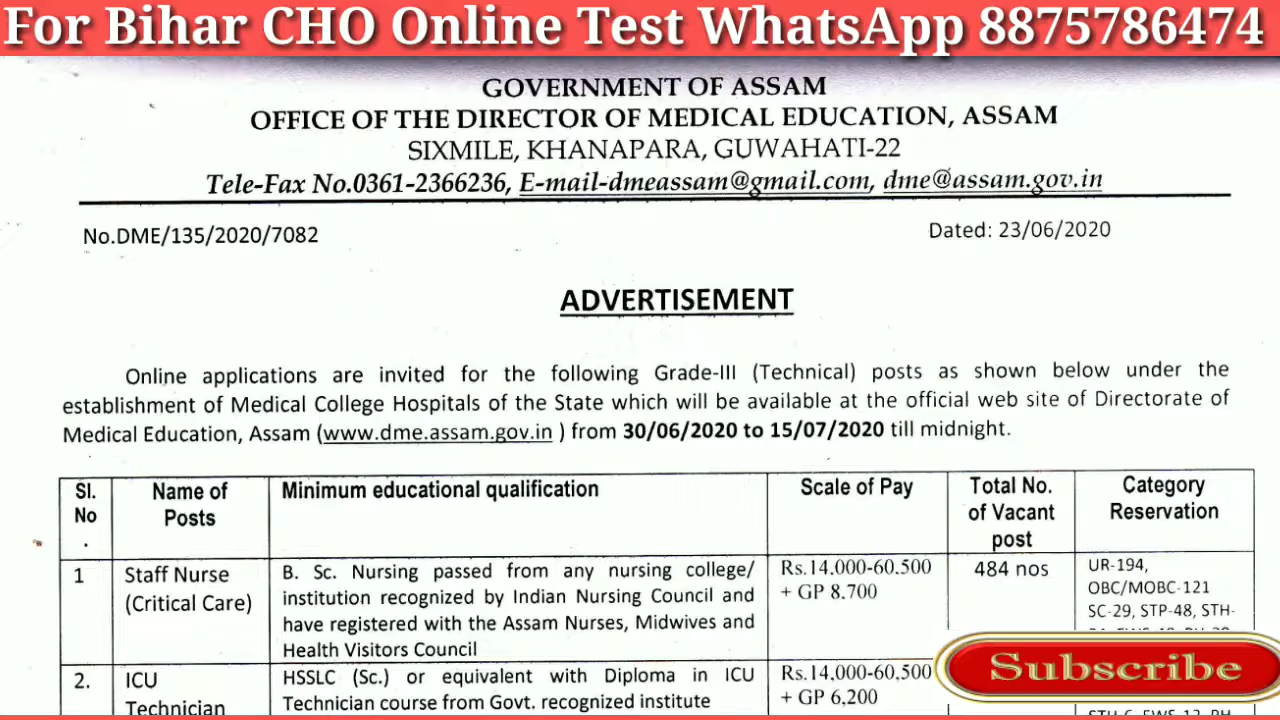 For Bihar CHO Online Test WhatsApp 8875786474
GOVERNMENT OF ASSAM
OFFICE OF THE DIRECTOR OF MEDICAL EDUCATION, ASSAM
SIXMILE, KHANAPARA, GUWAHATI-22
Tele-Fax No.0361-2366236, E-mail-dmeassam@gmail.com, dme@assam.gov.in
No.DME/135/2020/7082
Dated: 23/06/2020
ADVERTISEMENT
Online applications are invited for the following Grade-III (Technical) posts as shown below under the
establishment of Medical College Hospitals of the State which will be available at the official web site of Directorate of
Medical Education, Assam (www.dme.assam.gov.in ) from 30/06/2020 to 15/07/2020 till midnight.
Sl.
No
.
Name of
Posts
Minimum educational qualification
Scale of Pay
Total No.
of Vacant
post
Category
Reservation
1
Staff Nurse
(Critical Care)
B. Sc. Nursing passed from any nursing college/
institution recognized by Indian Nursing Council and
have registered with the Assam Nurses, Midwives and
Health Visitors Council
Rs.14,000-60,500
+ GP 8,700
484 nos
UR-194,
OBC/MOBC-121
SC-29, STP-48, STH-
2.
ICU
Technician
HSSLC (Sc.) or equivalent with Diploma in ICU
Technician course from Govt. recognized institute
Rs.14,000-60,500
+ GP 6,200
Subscribe